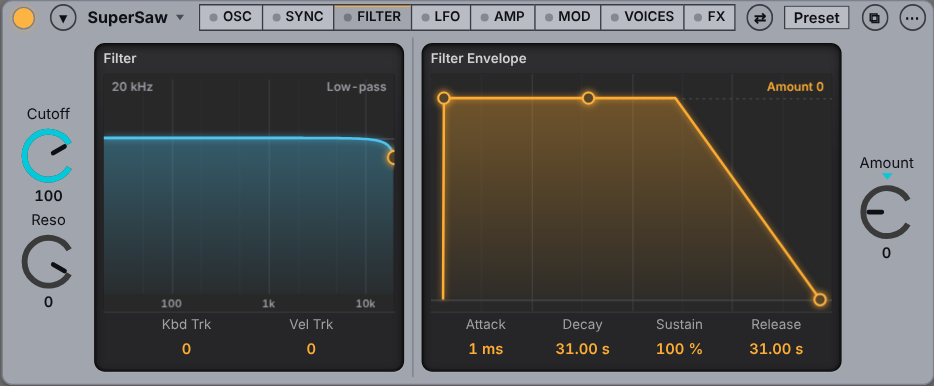 SuperSaw OSC SYNC FILTER LFO AMP MOD VOICES FX Preset
Filter
Filter Envelope
20 kHz Low-pass
Amount 0
Cutoff
100
Reso
0
100 1k 10k
Kbd Trk Vel Trk
0 0
Attack Decay Sustain Release
1 ms 31.00 s 100 % 31.00 s
Amount
0